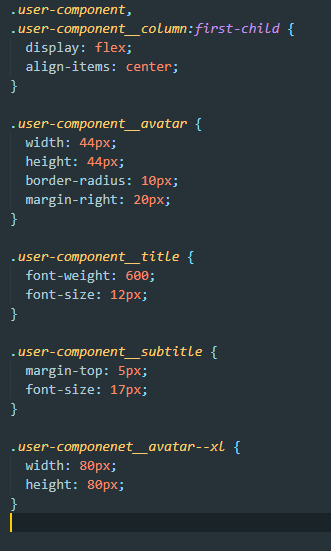 .user-component,
.user-component__column:first-child {
display: flex;
align-items: center;
}
.user-component__avatar {
width: 44px;
height: 44px;
border-radius: 10px;
margin-right: 20px;
}
.user-component__title {
font-weight: 600;
font-size: 12px;
}
.user-component__subtitle {
margin-top: 5px;
font-size: 17px;
}
.user-componenet__avatar--xl {
width: 80px;
height: 80px;
}